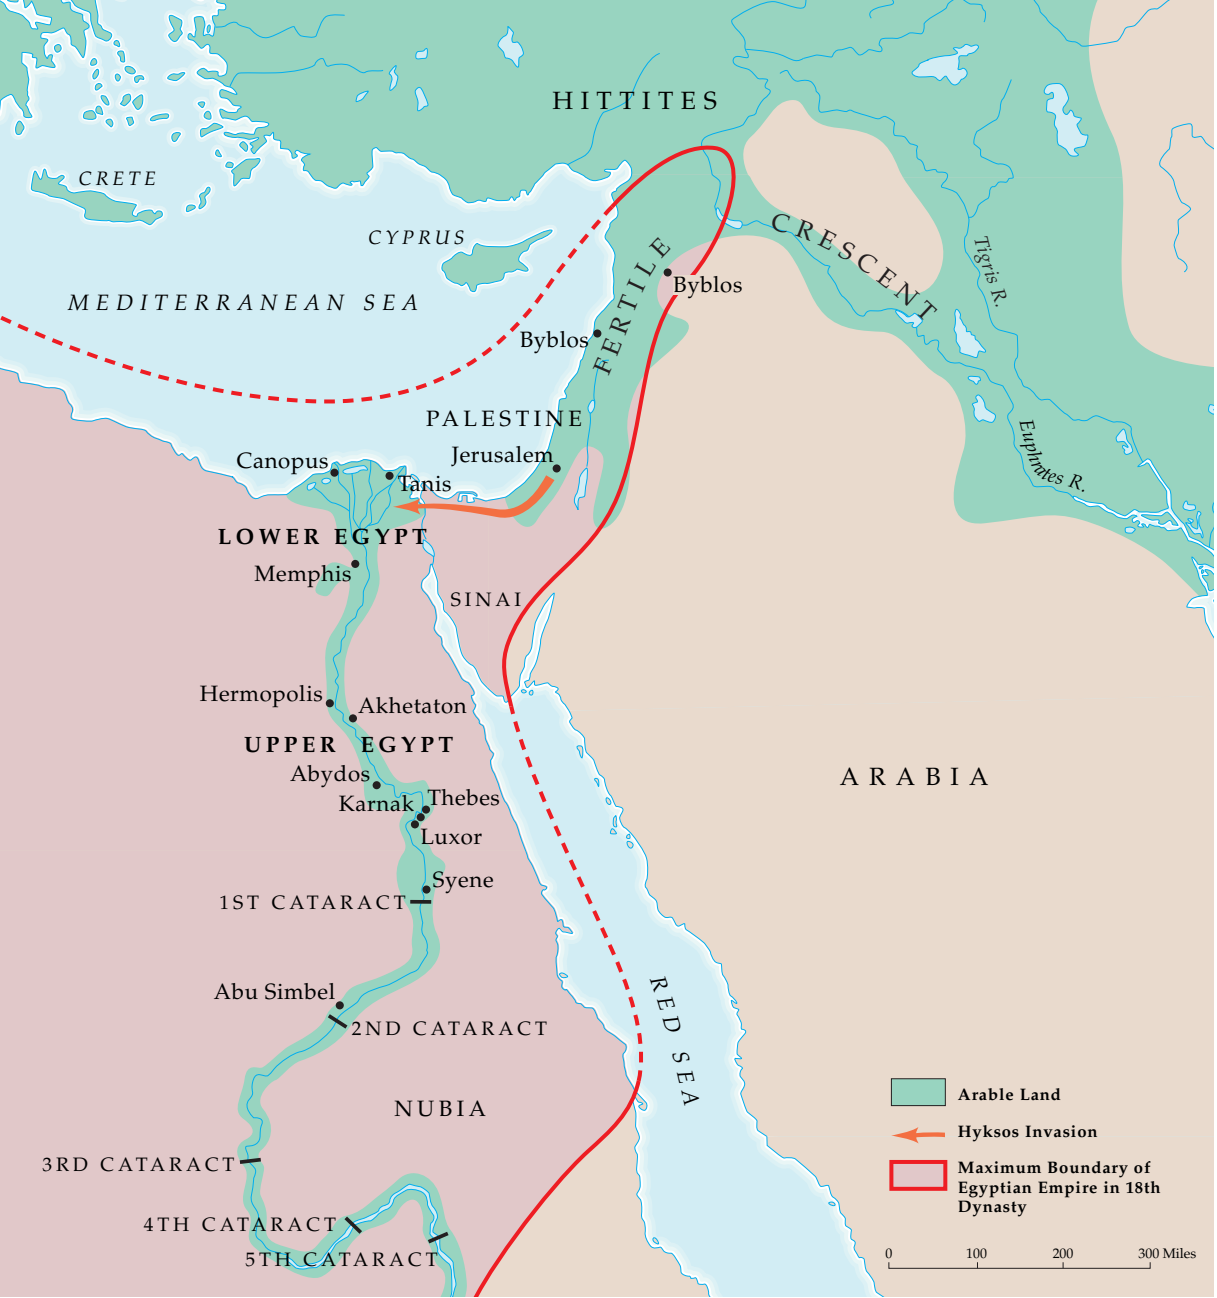 HITTITES
CRETE
CYPRUS
CRESCENT
Tigris R.
FERTILE
MEDITERRANEAN SEA
Byblos
Byblos
PALESTINE
Jerusalem
Canopus
Tanis
Euphrates R.
LOWER EGYPT
Memphis
SINAI
Hermopolis
Akhetaton
UPPER EGYPT
Abydos
ARABIA
Thebes
Karnak
Luxor
Syene
1ST CATARACT
Abu Simbel
RED SEA
2ND CATARACT
NUBIA
3RD CATARACT
4TH CATARACT
5TH CATARACT
Arable Land
Hyksos Invasion
Maximum Boundary of
Egyptian Empire in 18th
Dynasty
0 100 200 300 Miles